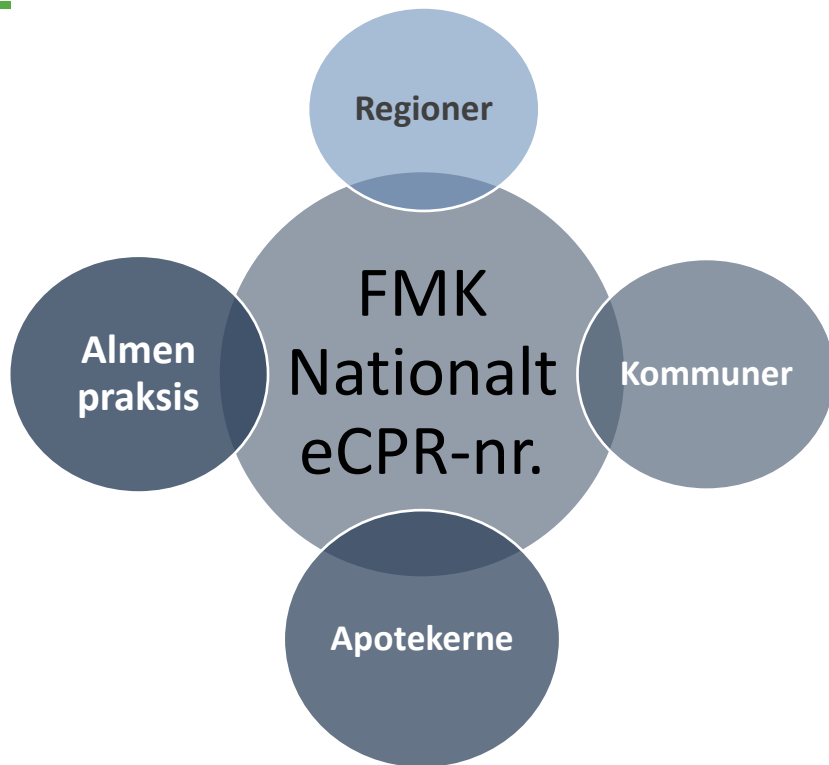 Regioner
FMK
Nationalt
eCPR-nr.
Almen
praksis
Kommuner
Apotekerne